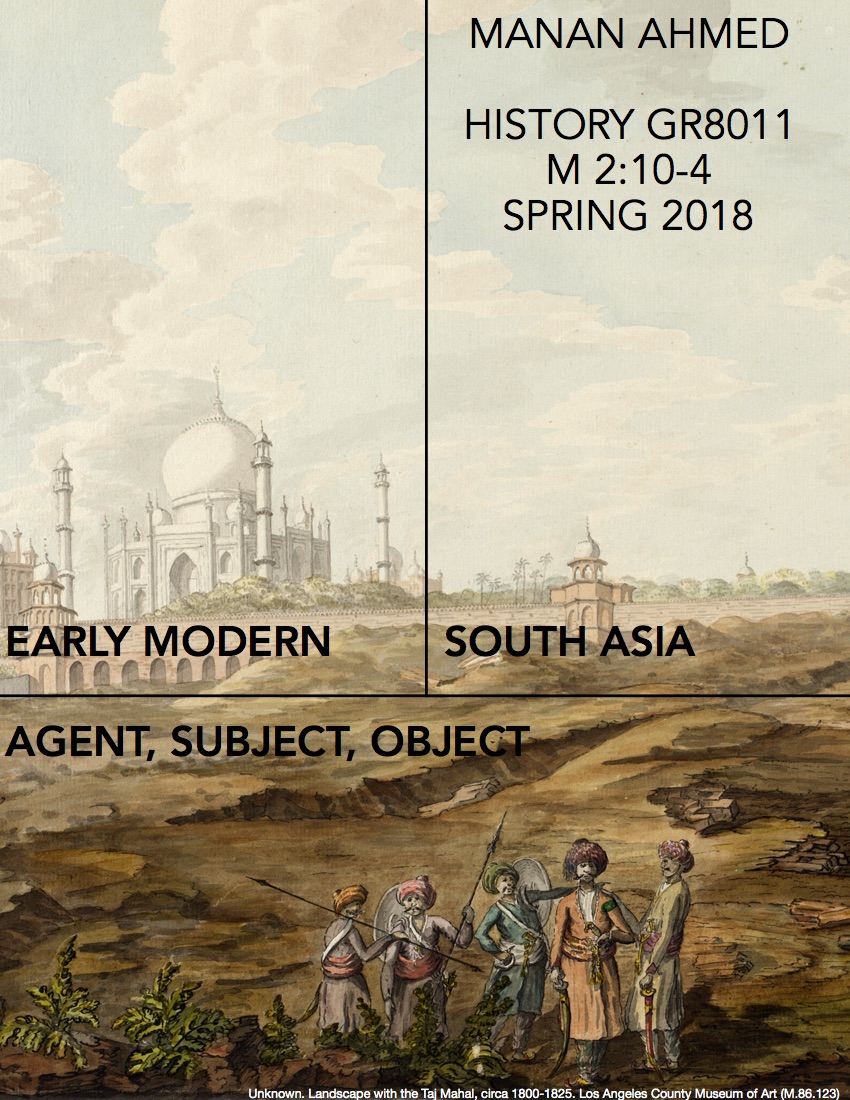 MANAN AHMED
HISTORY GR8011
M 2:10-4
SPRING 2018
EARLY MODERN
SOUTH ASIA
AGENT, SUBJECT, OBJECT
Unknown. Landscape with the Taj Mahal, circa 1800-1825. Los Angeles County Museum of Art (M.86.123)